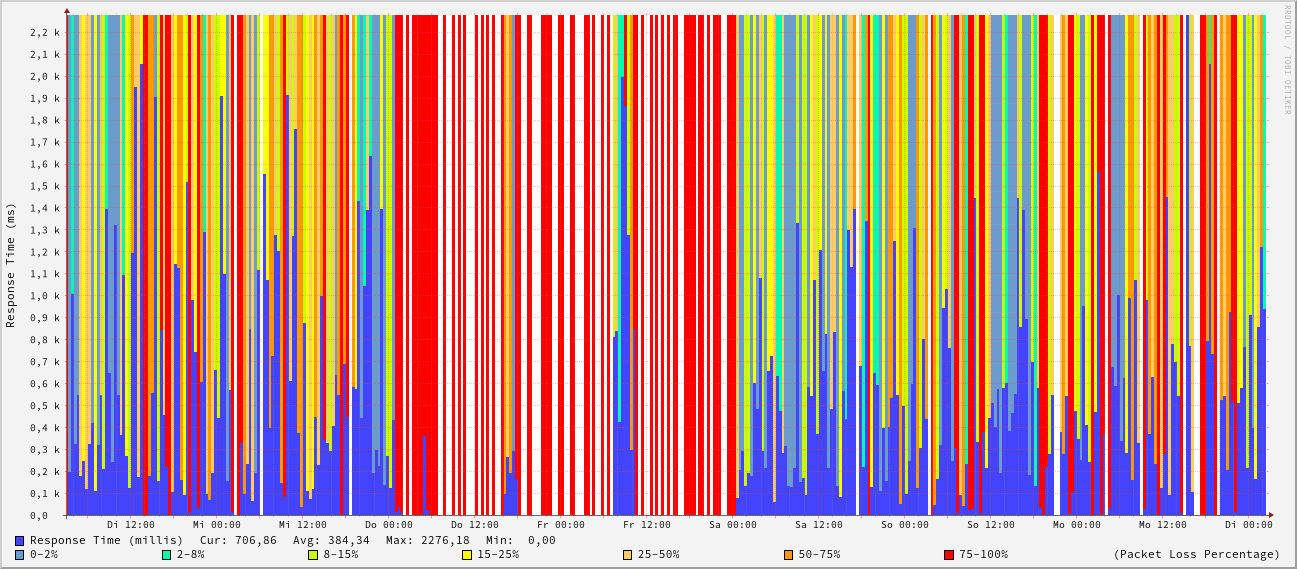 RRDTOOL / TOBI OETIKER
Response Time (ms)
2,2 k
2,1 k
2,0 k
1,9 k
1,8 k
1,7 k
1,6 k
1,5 k
1,4 k
1,3 k
1,2 k
1,1 k
1,0 k
0,9 k
0,8 k
0,7 k
0,6 k
0,5 k
0,4 k
0,3 k
0,2 k
0,1 k
0,0
Di 12:00 Mi 00:00 Mi 12:00 Do 00:00 Do 12:00 Fr 00:00 Fr 12:00 Sa 00:00 Sa 12:00 So 00:00 So 12:00 Mo 00:00 Mo 12:00 Di 00:00
Response Time (millis) Cur: 706,86 Avg: 384,34 Max: 2276,18 Min: 0,00
0-2% 2-8% 8-15% 15-25% 25-50% 50-75% 75-100% (Packet Loss Percentage)